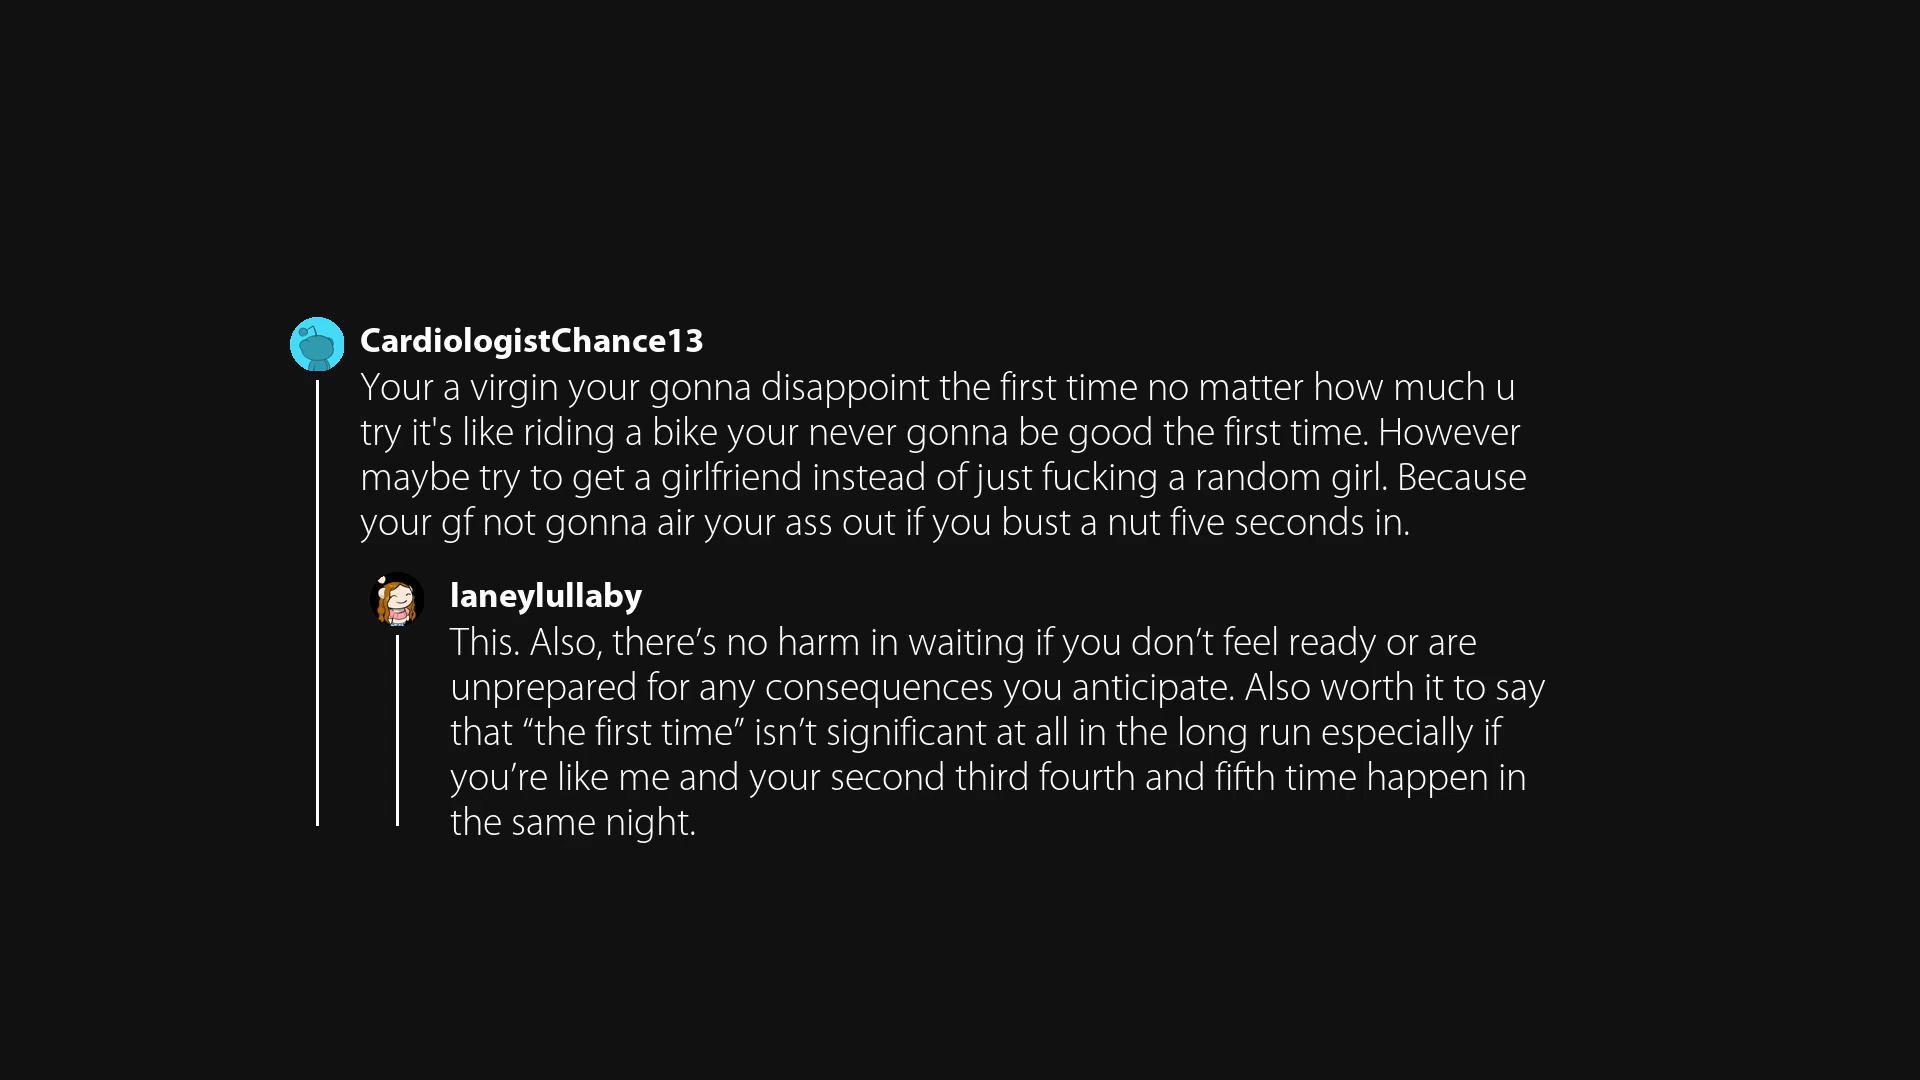 CardiologistChance13
Your a virgin your gonna disappoint the first time no matter how much u
try it's like riding a bike your never gonna be good the first time. However
maybe try to get a girlfriend instead of just fucking a random girl. Because
your gf not gonna air your ass out if you bust a nut five seconds in.
laneylullaby
This. Also, there’s no harm in waiting if you don’t feel ready or are
unprepared for any consequences you anticipate. Also worth it to say
that “the first time” isn’t significant at all in the long run especially if
you’re like me and your second third fourth and fifth time happen in
the same night.